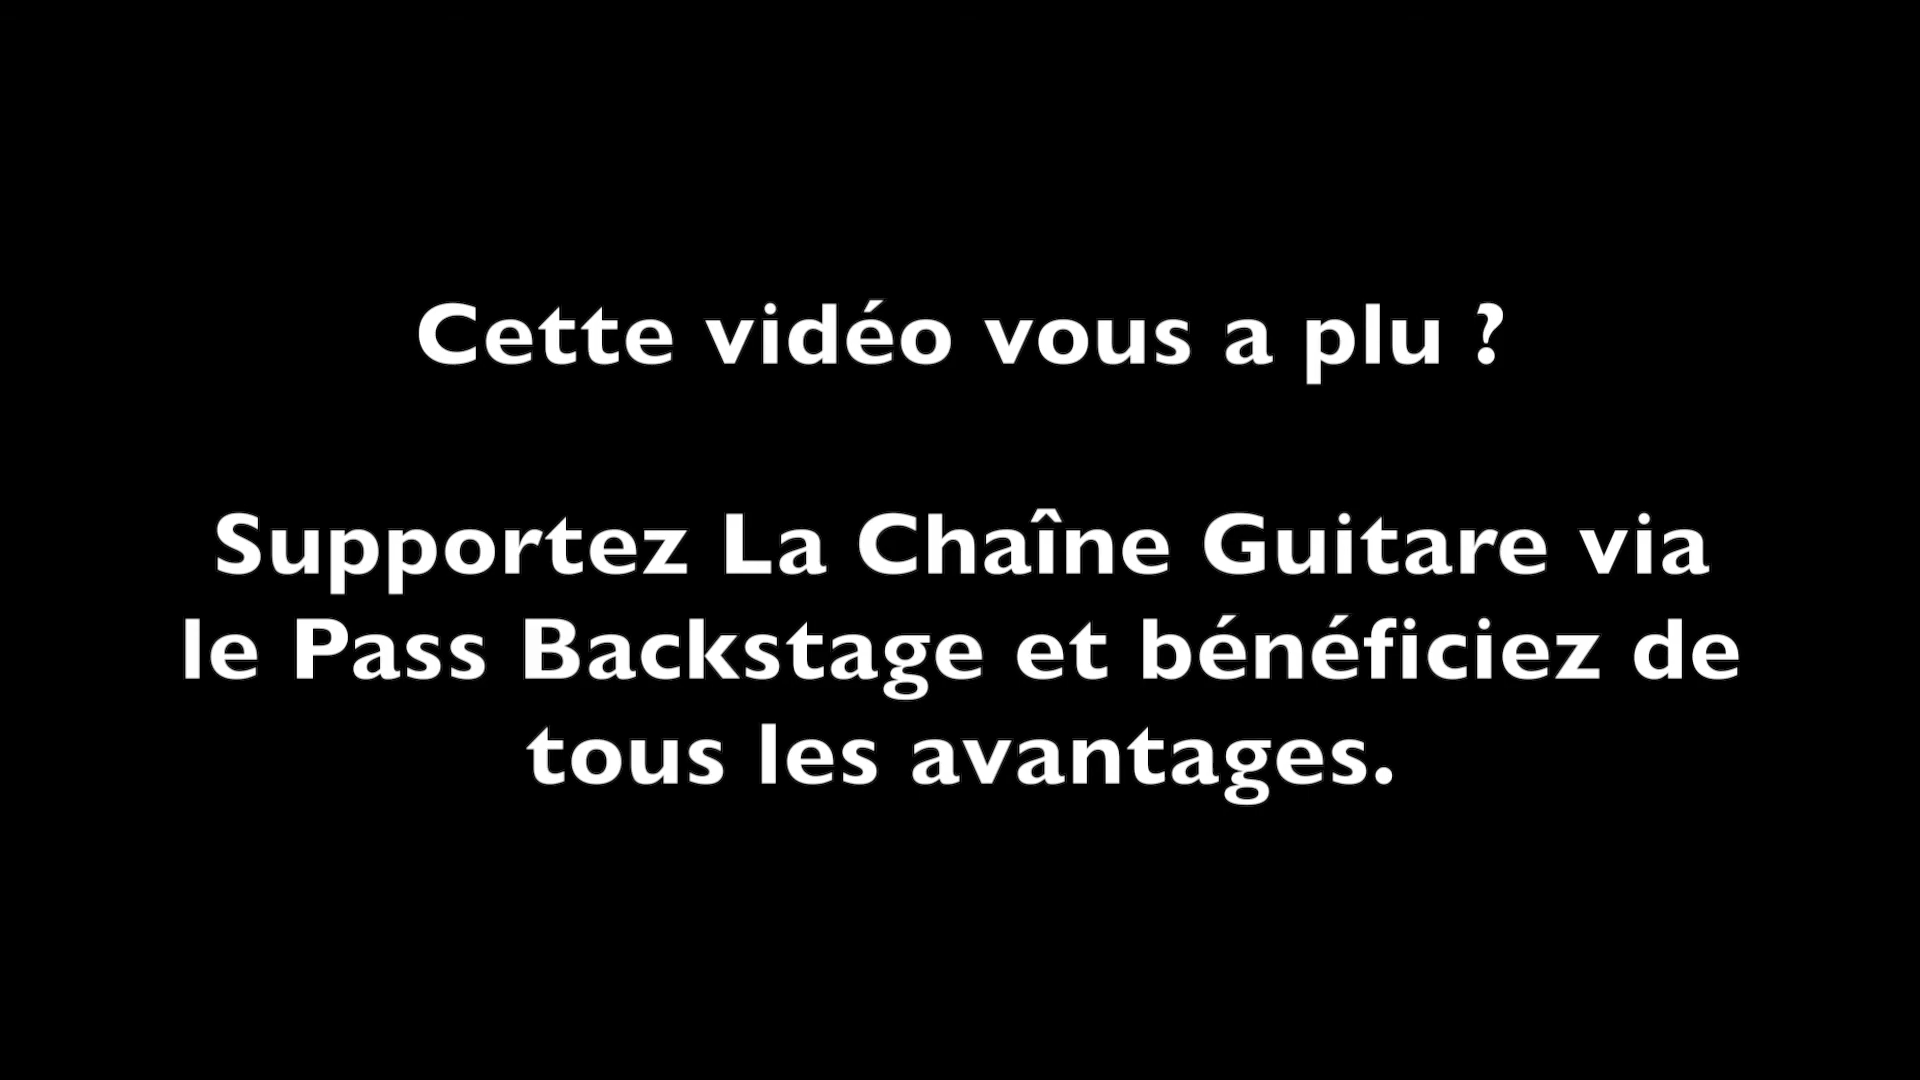 Cette vidéo vous a plu ?
Supportez La Chaîne Guitare via
le Pass Backstage et bénéficiez de
tous les avantages.